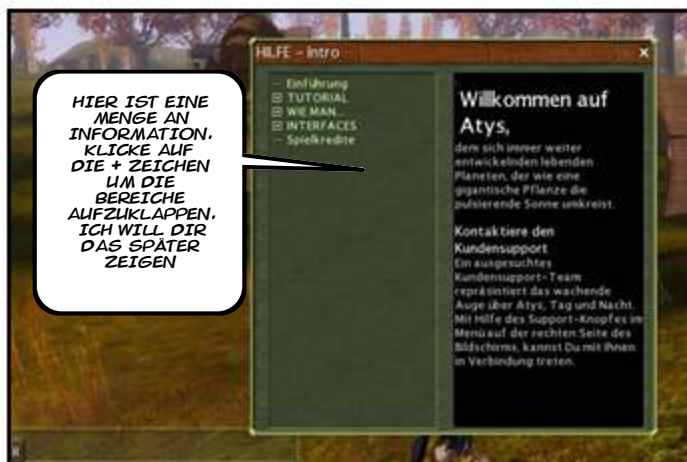 HILFE - Intro
HIER IST EINE
MENGE AN
INFORMATION.
KLICKE AUF
DIE + ZEICHEN
UM DIE
BEREICHE
AUFZUKLAPPEN.
ICH WILL DIR
DAS SPÄTER
ZEIGEN
Einführung
TUTORIAL
WIE MAN...
INTERFACES
Spielkredite
Willkommen auf
Atys,
dem sich immer weiter
entwickelnden lebenden
Planeten, der wie eine
gigantische Pflanze die
pulsierende Sonne umkreist.
Kontaktiere den
Kundensupport
Ein ausgesuchtes
Kundensupport-Team
repräsintiert das wachende
Auge über Atys, Tag und Nacht.
Mit Hilfe des Support-Knopfes im
Menü auf der rechten Seite des
Bildschirms, kannst Du mit Ihnen
in Verbindung treten.